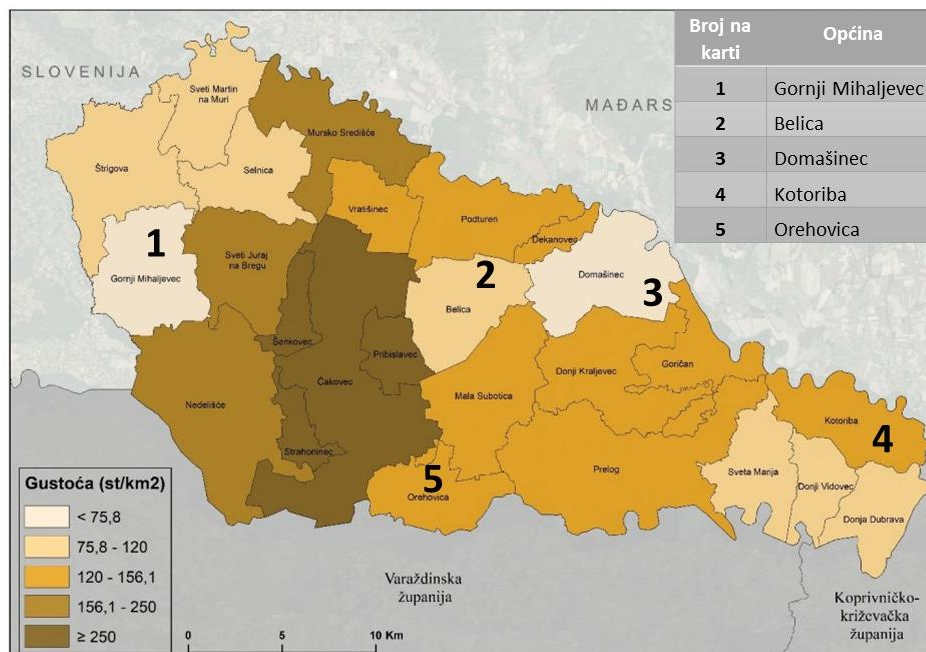 SLOVENIJA
MAĐARS
Broj na karti
Općina
1 Gornji Mihaljevec
2 Belica
3 Domašinec
4 Kotoriba
5 Orehovica
Sveti Martin
na Muri
Mursko Središće
Štrigova
Selnica
Vratišinec
Podturen
Dekanovec
1
Gornji Mihaljevec
Sveti Juraj
na Bregu
2
Belica
Domašinec
3
Šenkovec
Pribislavec
Čakovec
Nedelišće
Mala Subotica
Donji Kraljevec
Goričan
Kotoriba
4
Strahoninec
5
Orehovica
Prelog
Sveta Marija
Donji Vidovec
Donja Dubrava
Gustoća (st/km2)
< 75,8
75,8 - 120
120 - 156,1
156,1 - 250
≥ 250
0 5 10 Km
Varaždinska
županija
Koprivničko-
križevačka
županija